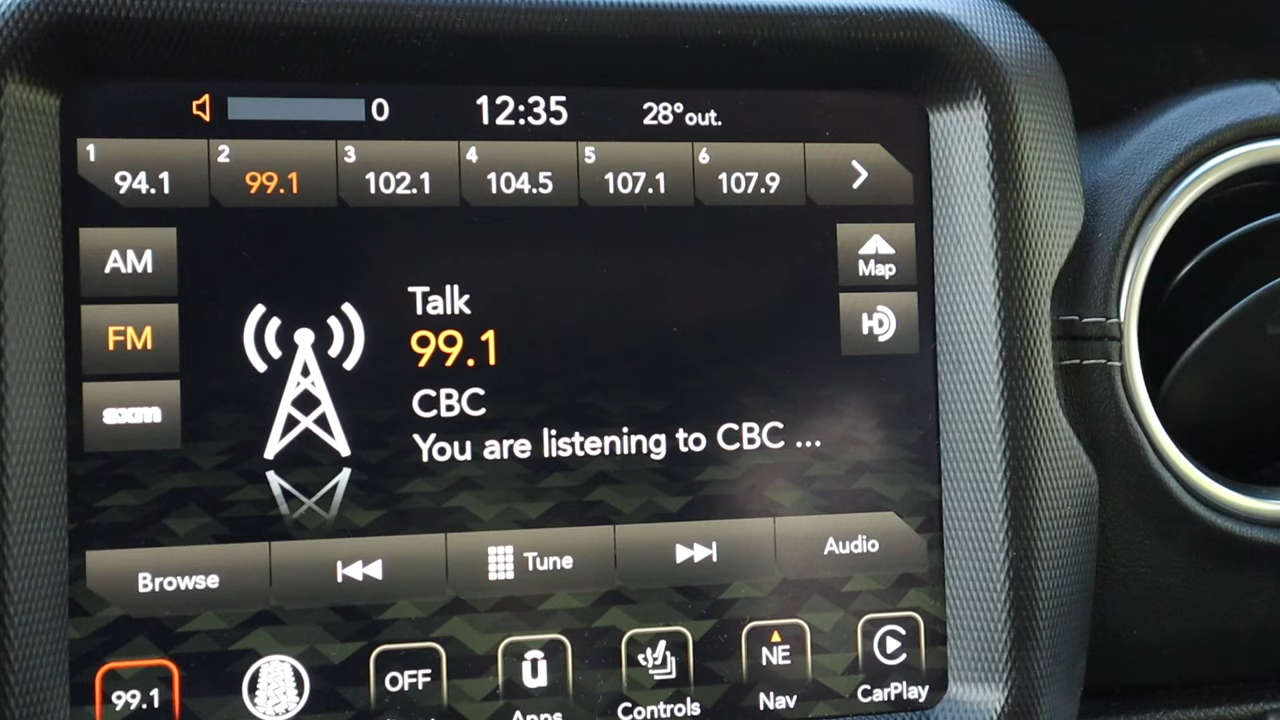 0 12:35 28°out.
1 2 3 4 5 6
94.1 99.1 102.1 104.5 107.1 107.9
AM
Map
FM
HD
sxm
Talk
99.1
CBC
You are listening to CBC ...
Browse Tune Audio
99.1 OFF NE
Apps Controls Nav CarPlay